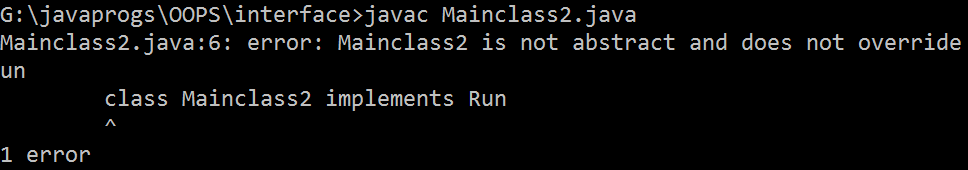 G:\javaprogs\OOPS\interface>javac Mainclass2.java
Mainclass2.java:6: error: Mainclass2 is not abstract and does not override
un
class Mainclass2 implements Run
^
1 error